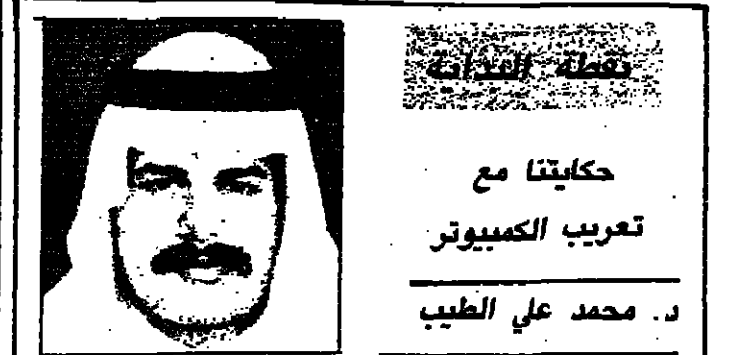 نقطة البداية
حكايتنا مع
تعريب الكمبيوتر
د. محمد علي الطيب